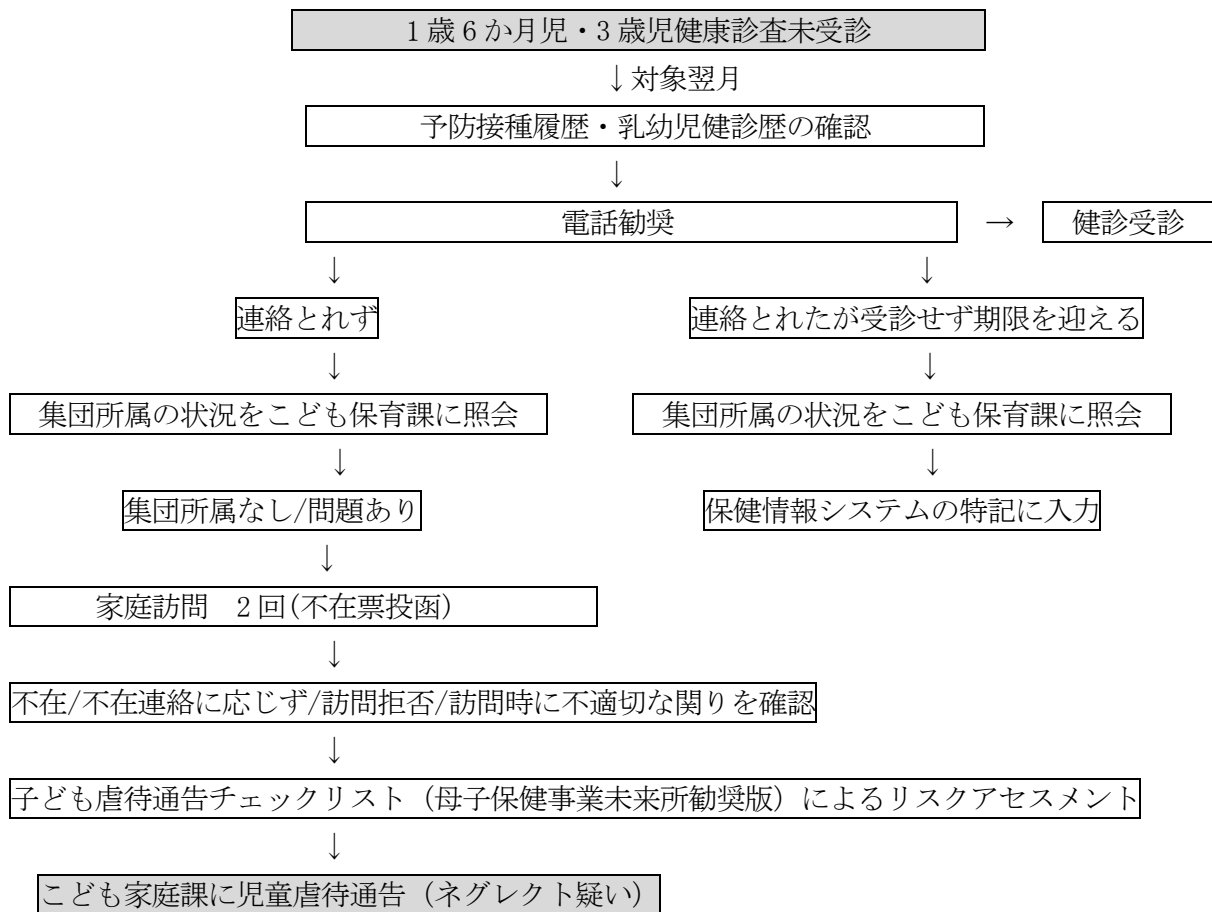 1歳6か月児・3歳児健康診査未受診
↓対象翌月
予防接種履歴・乳幼児健診歴の確認
↓
電話勧奨 → 健診受診
↓ ↓
連絡とれず 連絡とれたが受診せず期限を迎える
↓ ↓
集団所属の状況をこども保育課に照会 集団所属の状況をこども保育課に照会
↓ ↓
集団所属なし/問題あり 保健情報システムの特記に入力
↓
家庭訪問 2回(不在票投函)
↓
不在/不在連絡に応じず/訪問拒否/訪問時に不適切な関りを確認
↓
子ども虐待通告チェックリスト（母子保健事業未来所勧奨版）によるリスクアセスメント
↓
こども家庭課に児童虐待通告（ネグレクト疑い）